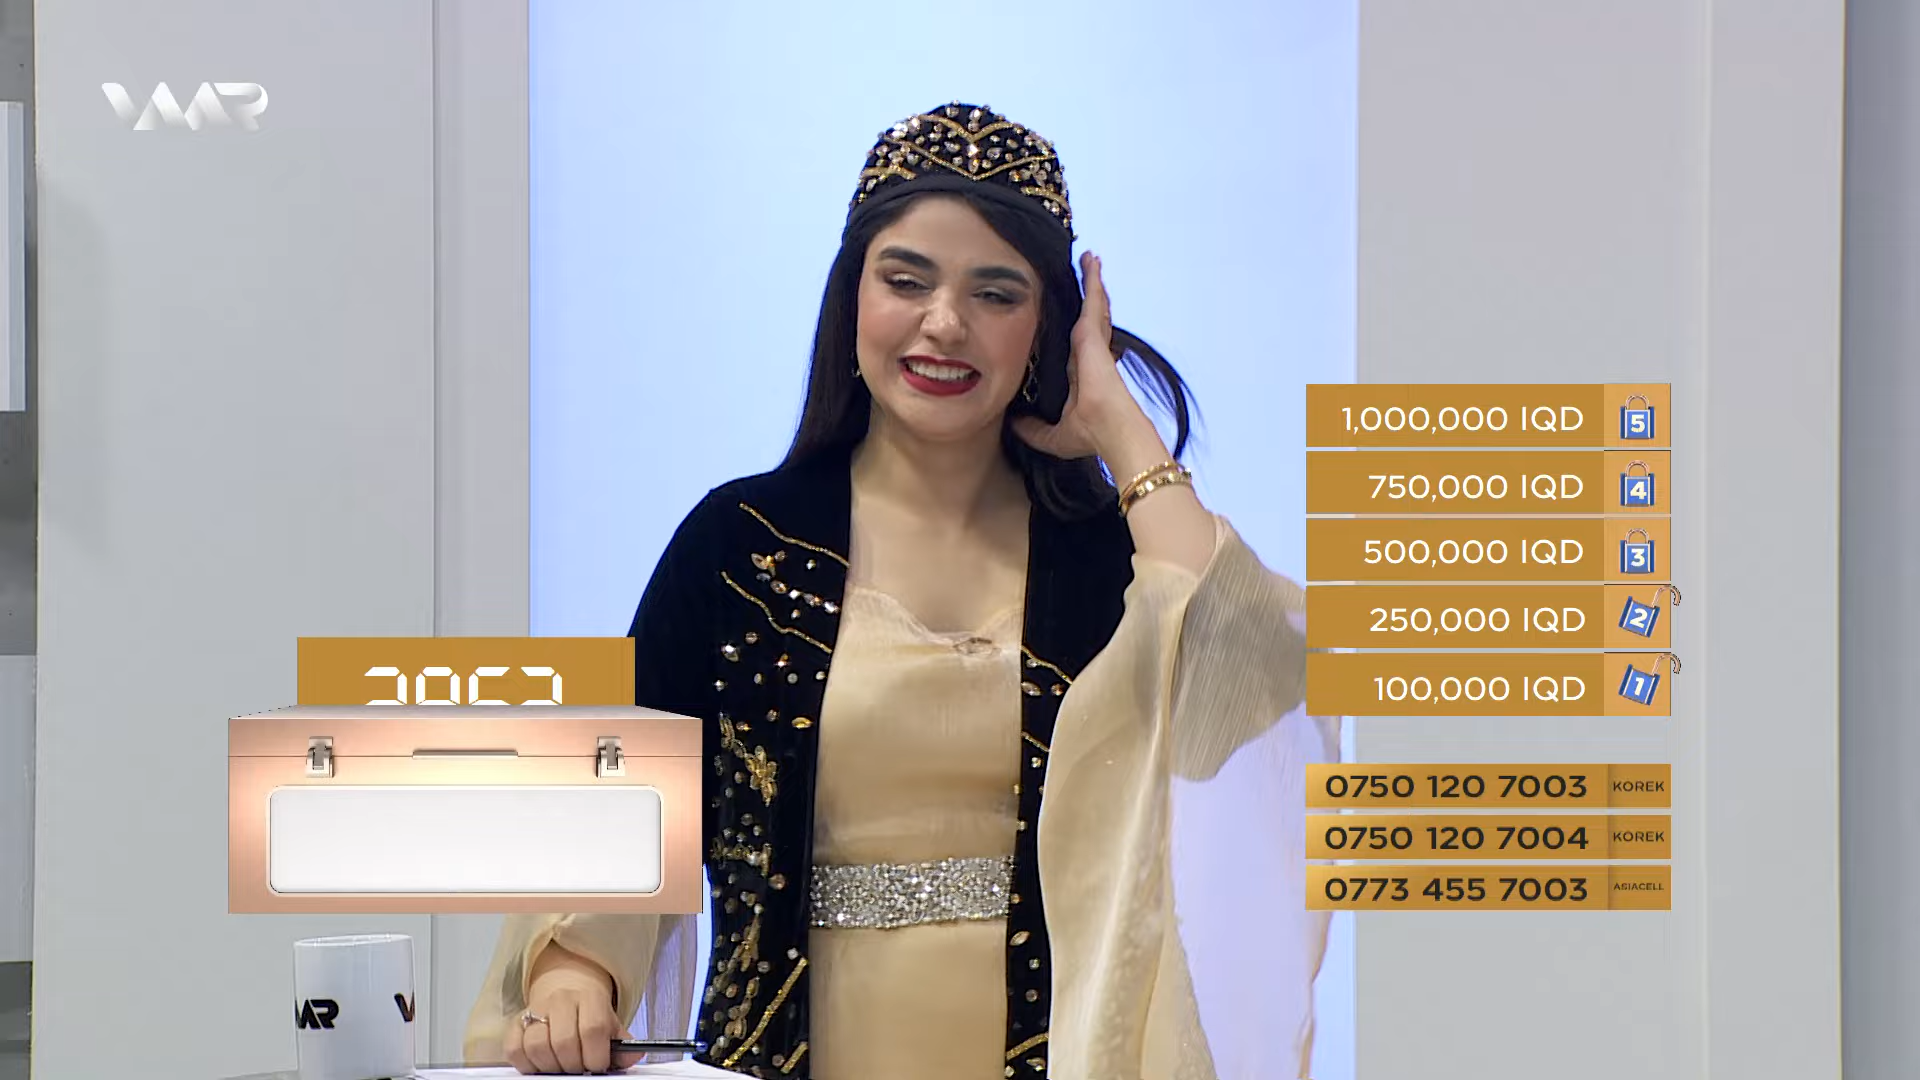 WAAR
1,000,000 IQD 5
750,000 IQD 4
500,000 IQD 3
250,000 IQD 2
100,000 IQD 1
0750 120 7003 KOREK
0750 120 7004 KOREK
0773 455 7003 ASIACELL